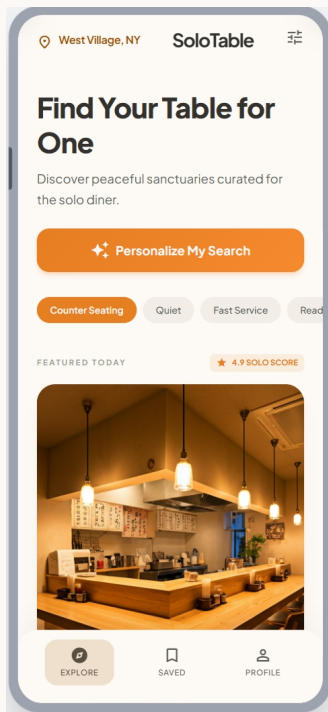 West Village, NY
SoloTable
Find Your Table for
One
Discover peaceful sanctuaries curated for
the solo diner.
Personalize My Search
Counter Seating
Quiet
Fast Service
Read
FEATURED TODAY
4.9 SOLO SCORE
EXPLORE
SAVED
PROFILE